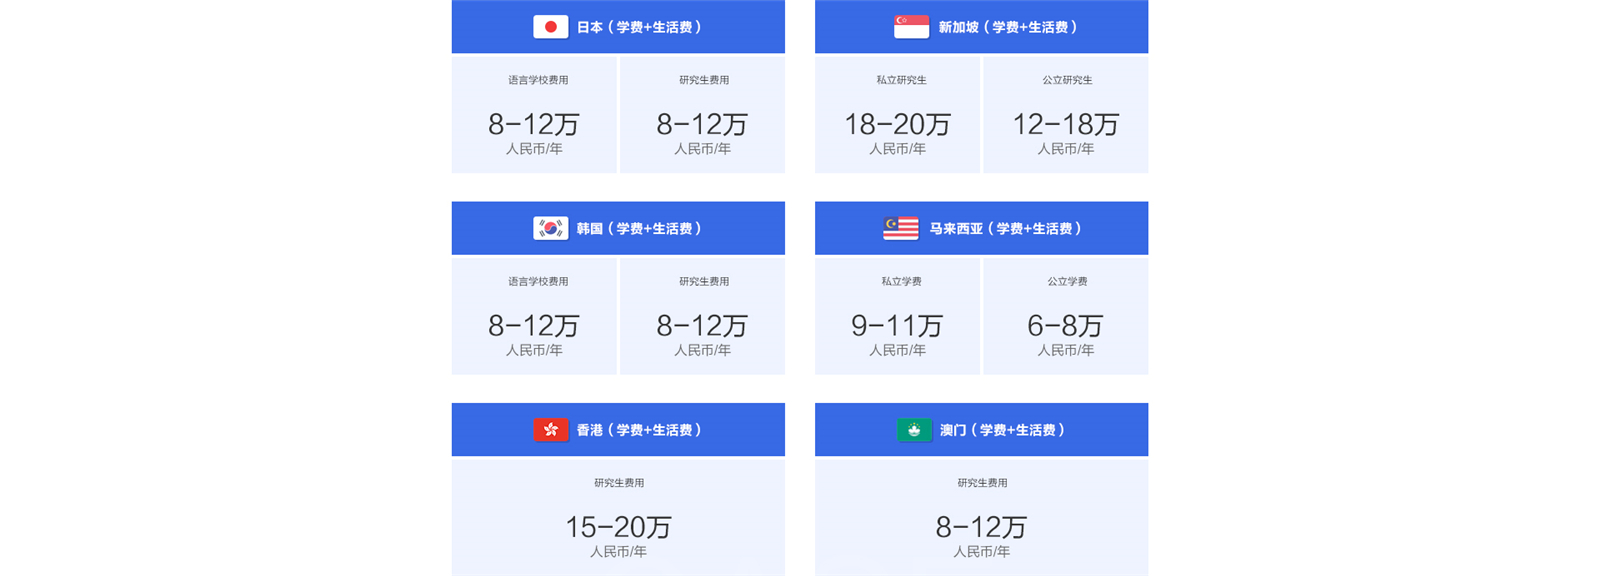 日本（学费+生活费）
语言学校费用
8-12万
人民币/年
研究生费用
8-12万
人民币/年
新加坡（学费+生活费）
私立研究生
18-20万
人民币/年
公立研究生
12-18万
人民币/年
韩国（学费+生活费）
语言学校费用
8-12万
人民币/年
研究生费用
8-12万
人民币/年
马来西亚（学费+生活费）
私立学费
9-11万
人民币/年
公立学费
6-8万
人民币/年
香港（学费+生活费）
研究生费用
15-20万
人民币/年
澳门（学费+生活费）
研究生费用
8-12万
人民币/年